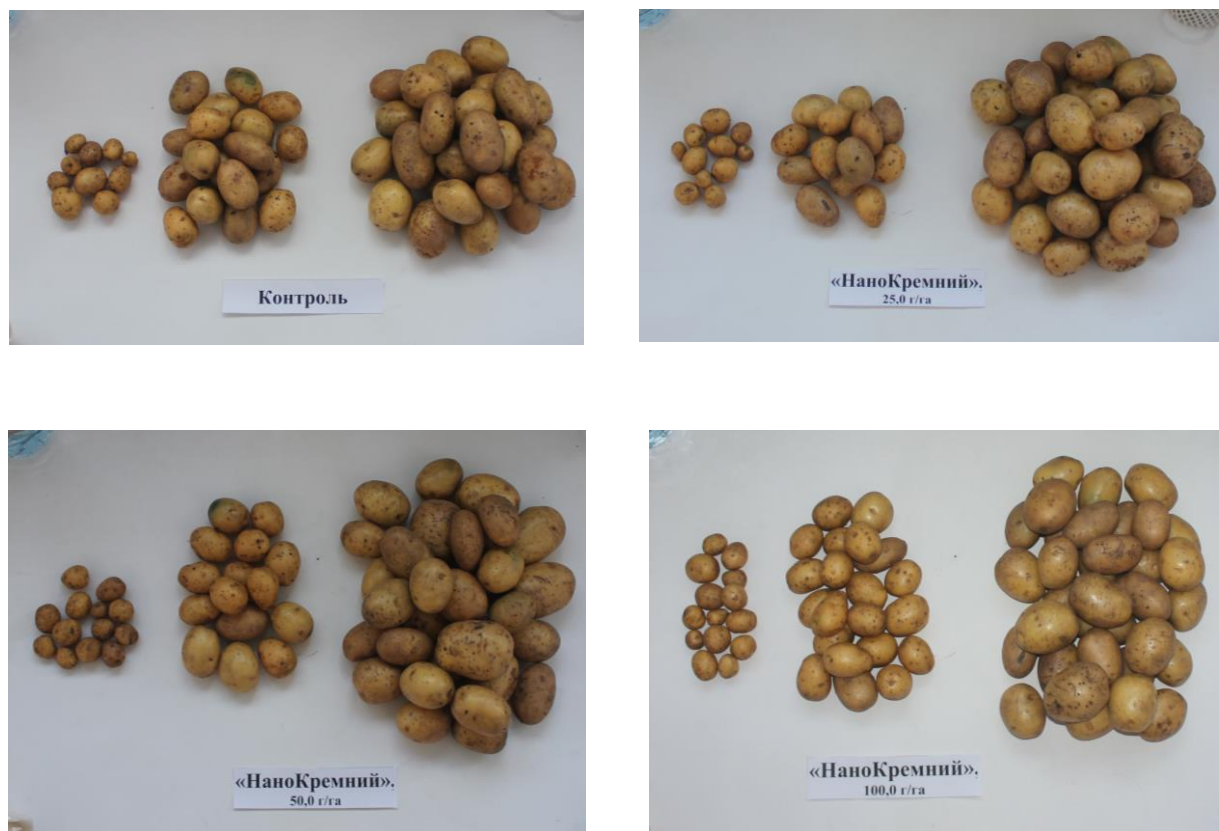 Контроль
«НаноКремний».
25,0 г/га
«НаноКремний».
50,0 г/га
«НаноКремний».
100,0 г/га